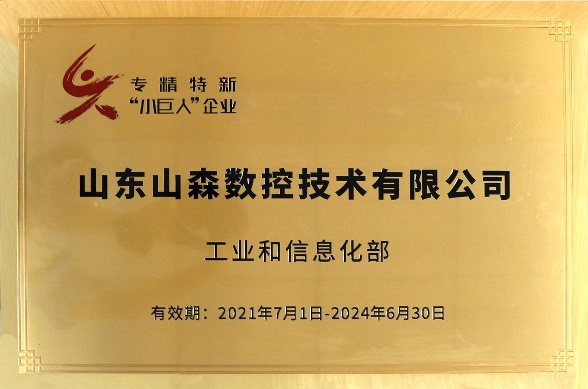 专精特新
“小巨人”企业
山东山森数控技术有限公司
工业和信息化部
有效期：2021年7月1日-2024年6月30日